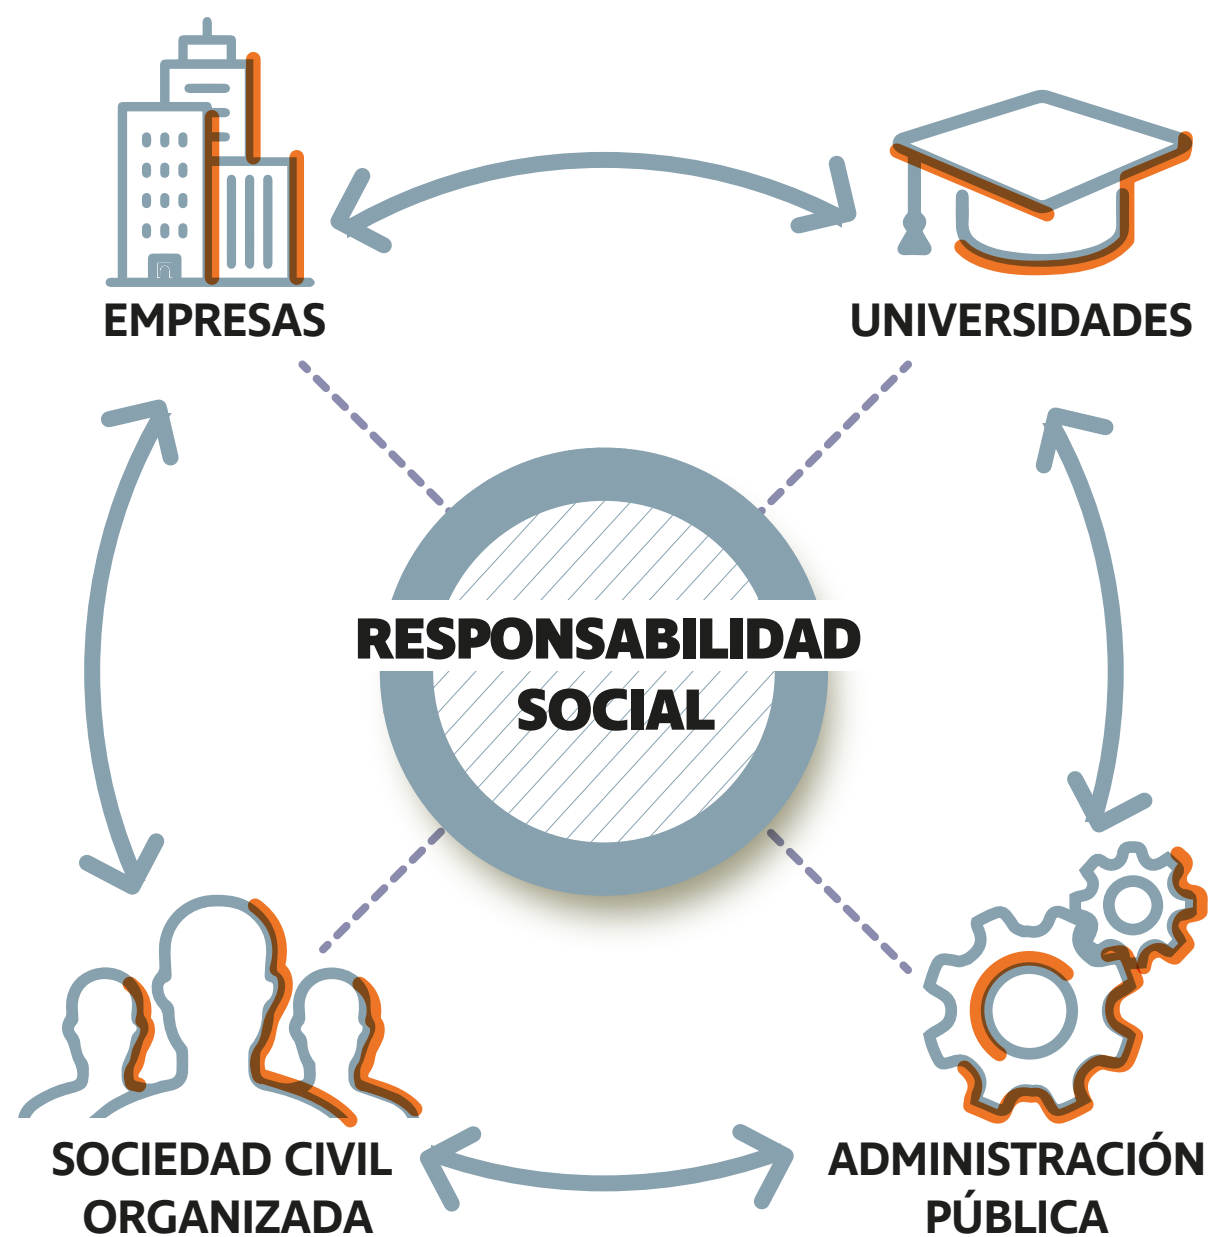 EMPRESAS
UNIVERSIDADES
RESPONSABILIDAD
SOCIAL
SOCIEDAD CIVIL
ORGANIZADA
ADMINISTRACIÓN
PÚBLICA